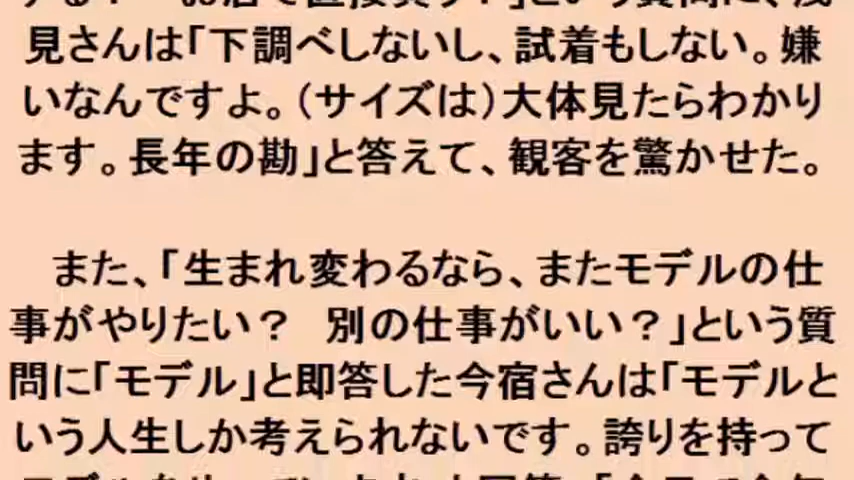 見さんは「下調べしないし、試着もしない。嫌
いなんですよ。（サイズは）大体見たらわかり
ます。長年の勘」と答えて、観客を驚かせた。
また、「生まれ変わるなら、またモデルの仕
事がやりたい？　別の仕事がいい？」という質
問に「モデル」と即答した今宿さんは「モデルと
いう人生しか考えられないです。誇りを持って